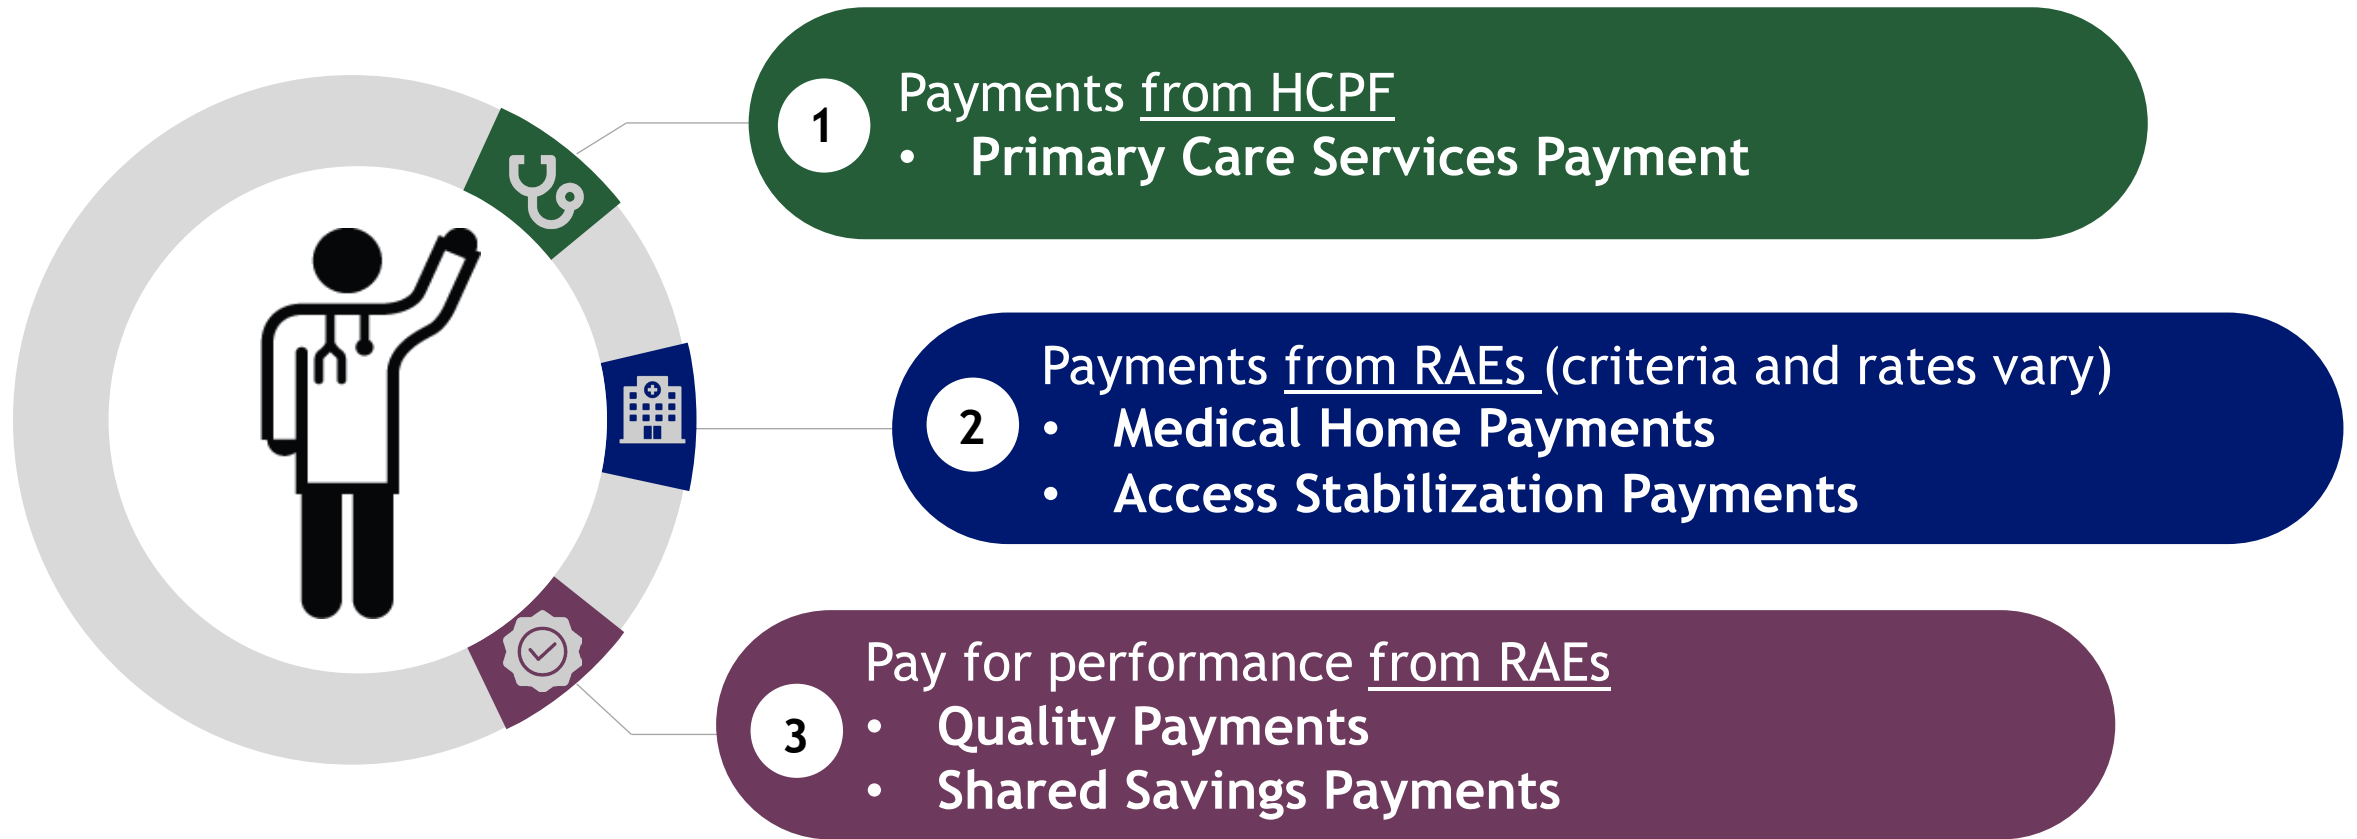 1
Payments from HCPF
• Primary Care Services Payment
2
Payments from RAEs (criteria and rates vary)
• Medical Home Payments
• Access Stabilization Payments
3
Pay for performance from RAEs
• Quality Payments
• Shared Savings Payments